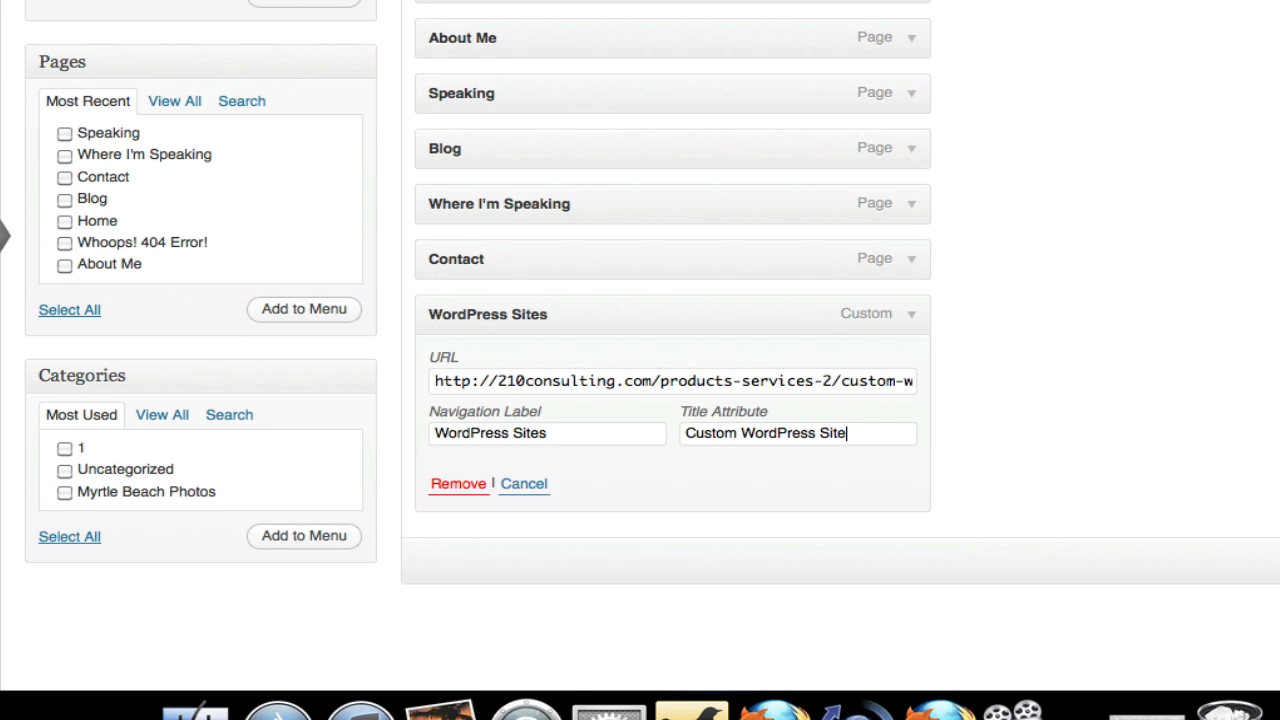 Pages
Most Recent View All Search
Speaking
Where I'm Speaking
Contact
Blog
Home
Whoops! 404 Error!
About Me
Select All Add to Menu
Categories
Most Used View All Search
1
Uncategorized
Myrtle Beach Photos
Select All Add to Menu
About Me Page
Speaking Page
Blog Page
Where I'm Speaking Page
Contact Page
WordPress Sites Custom
URL
http://210consulting.com/products-services-2/custom-w
Navigation Label Title Attribute
WordPress Sites Custom WordPress Site
Remove | Cancel